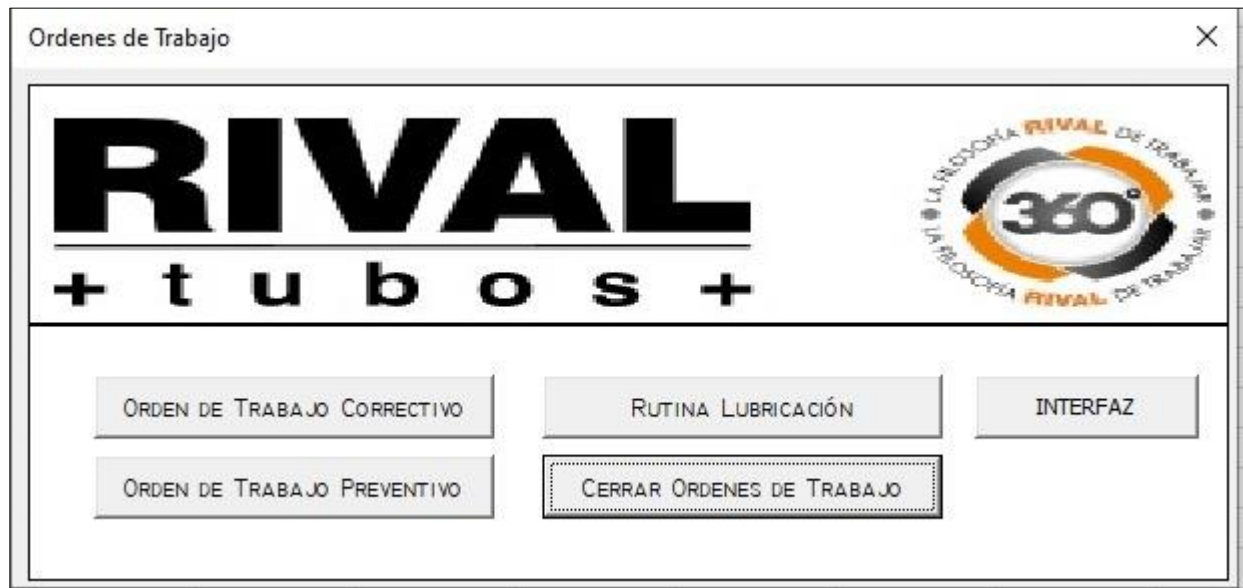 Ordenes de Trabajo
RIVAL
+ tubos +
LA FILOSOFÍA RIVAL DE TRABAJAR
LA FILOSOFÍA RIVAL DE TRABAJAR
360°
ORDEN DE TRABAJO CORRECTIVO
RUTINA LUBRICACIÓN
INTERFAZ
ORDEN DE TRABAJO PREVENTIVO
CERRAR ORDENES DE TRABAJO